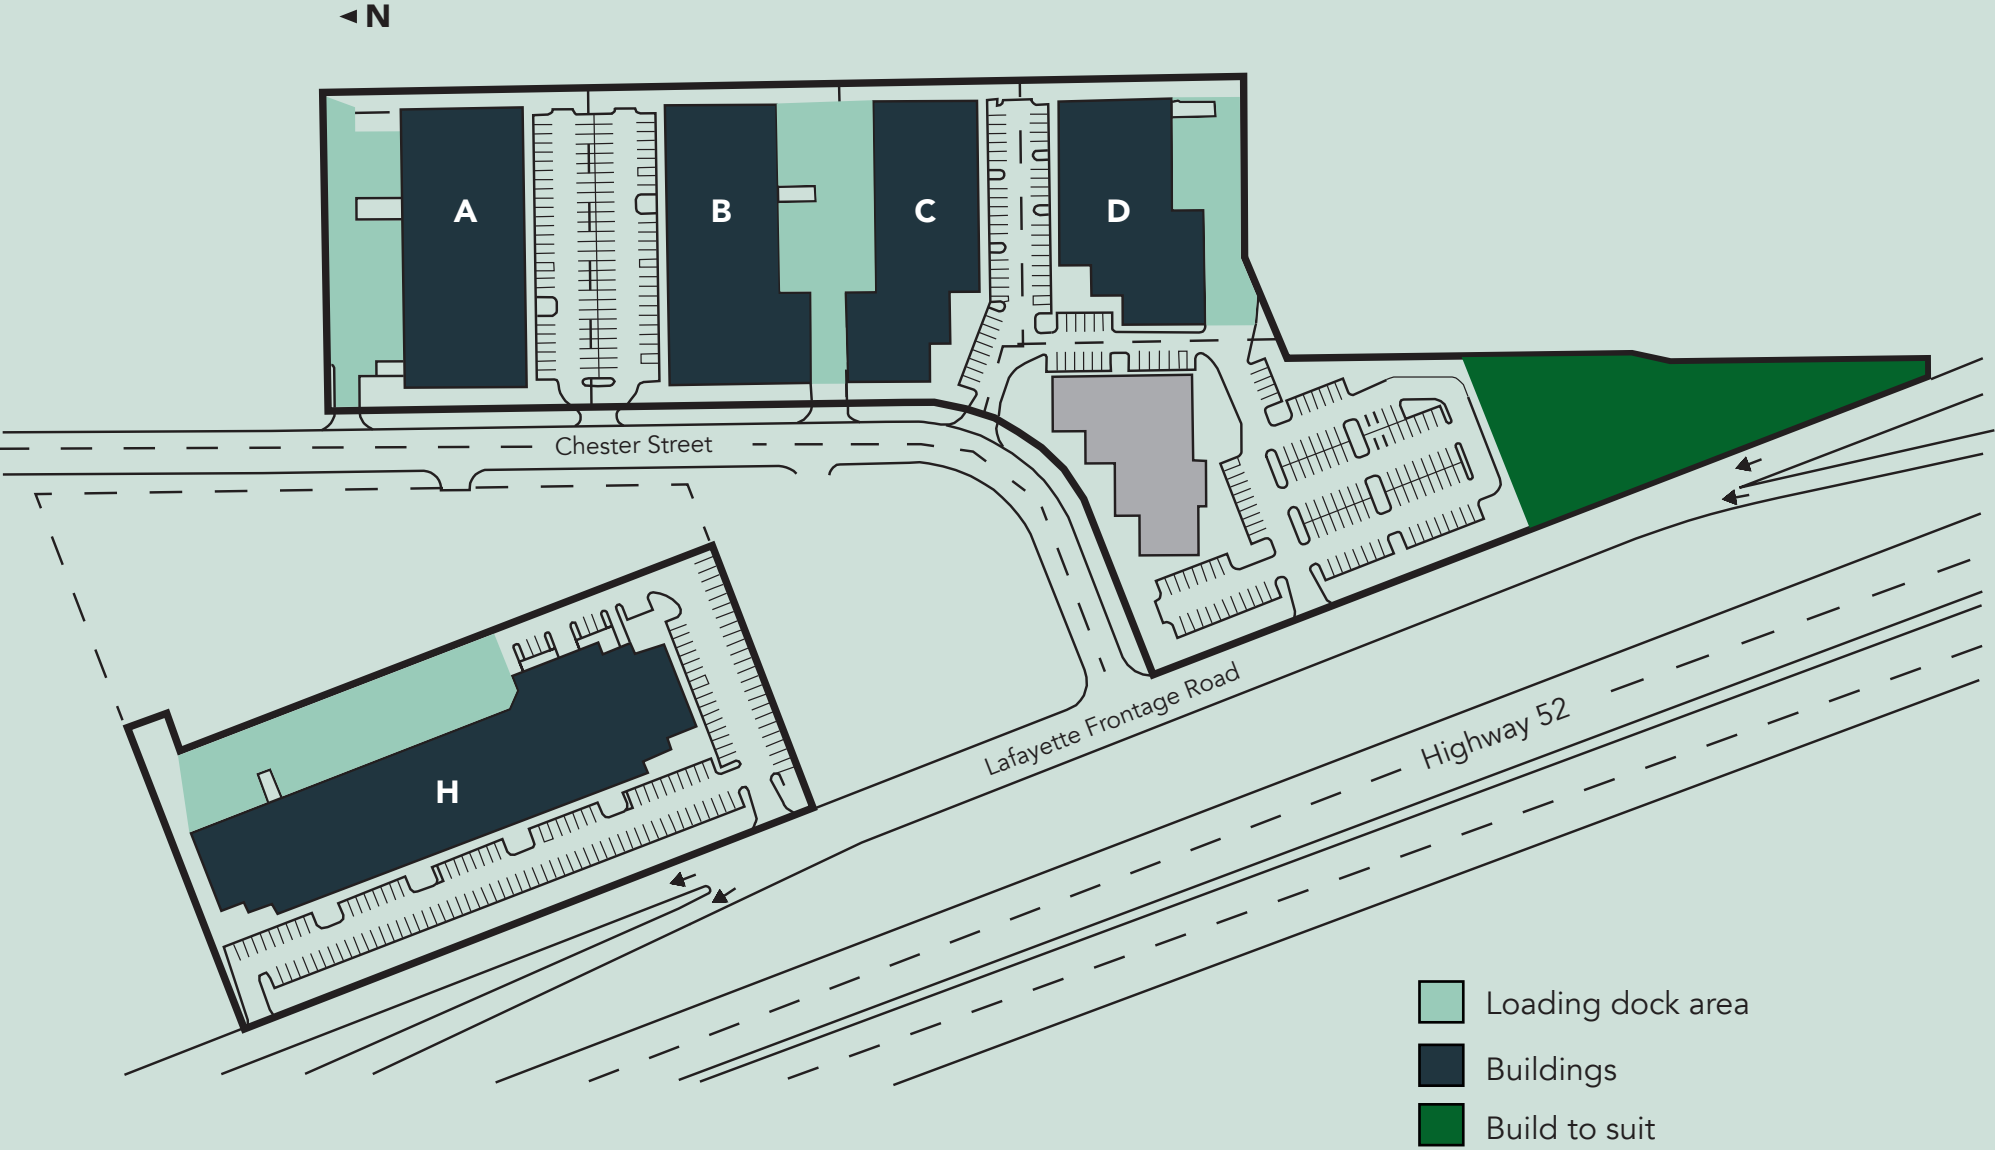 N
A
B
C
D
Chester Street
Lafayette Frontage Road
Highway 52
H
Loading dock area
Buildings
Build to suit